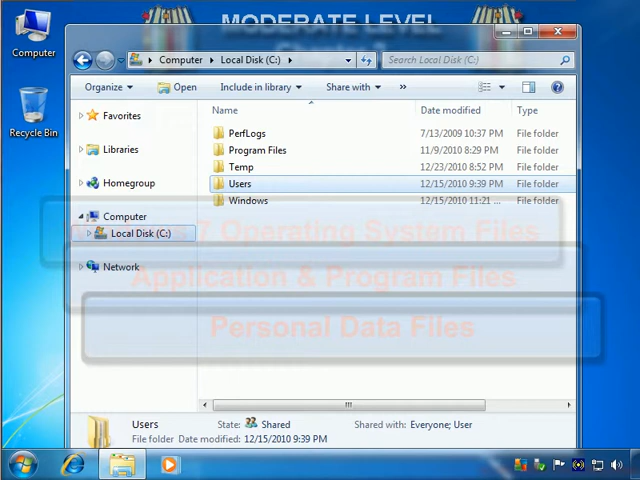 MODERATE LEVEL
Computer
Recycle Bin
Computer
Local Disk (C:)
Search Local Disk (C:)
Organize
Open
Include in library
Share with
»
Name
Date modified
Type
Favorites
Libraries
Homegroup
Computer
Local Disk (C:)
Network
PerfLogs 7/13/2009 10:37 PM File folder
Program Files 12/15/2010 8:29 PM File folder
Temp 12/23/2010 8:52 PM File folder
Users 12/15/2010 9:39 PM File folder
Windows 12/15/2010 11:21 ... File folder
7 Operating System Files
Application & Program Files
Personal Data Files
Users State: Shared Shared with: Everyone; User
File folder Date modified: 12/15/2010 9:39 PM